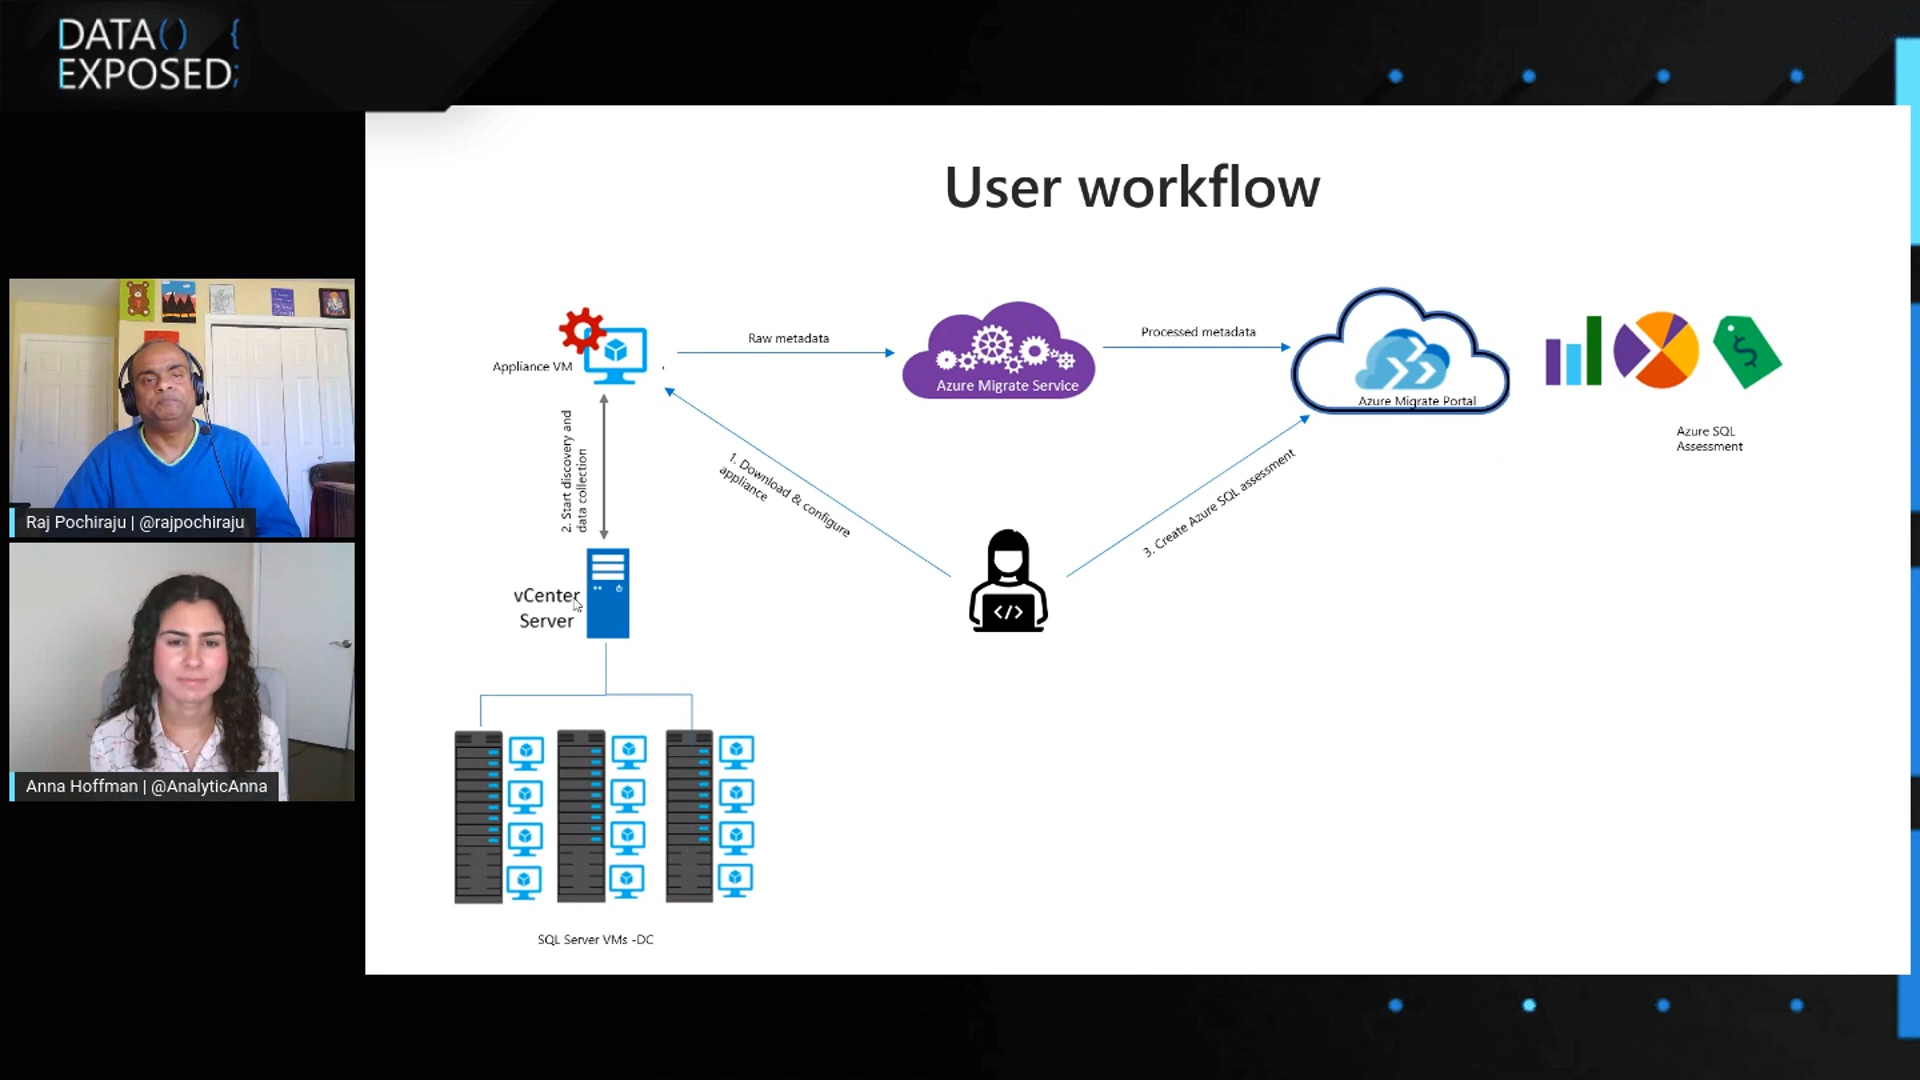 DATA() {
EXPOSED;
User workflow
Appliance VM
Raw metadata
Azure Migrate Service
Processed metadata
Azure Migrate Portal
Azure SQL
Assessment
1. Download & configure
appliance
2. Start discovery and
data collection
3. Create Azure SQL assessment
</>
vCenter
Server
SQL Server VMs -DC
Raj Pochiraju | @rajpochiraju
Anna Hoffman | @AnalyticAnna